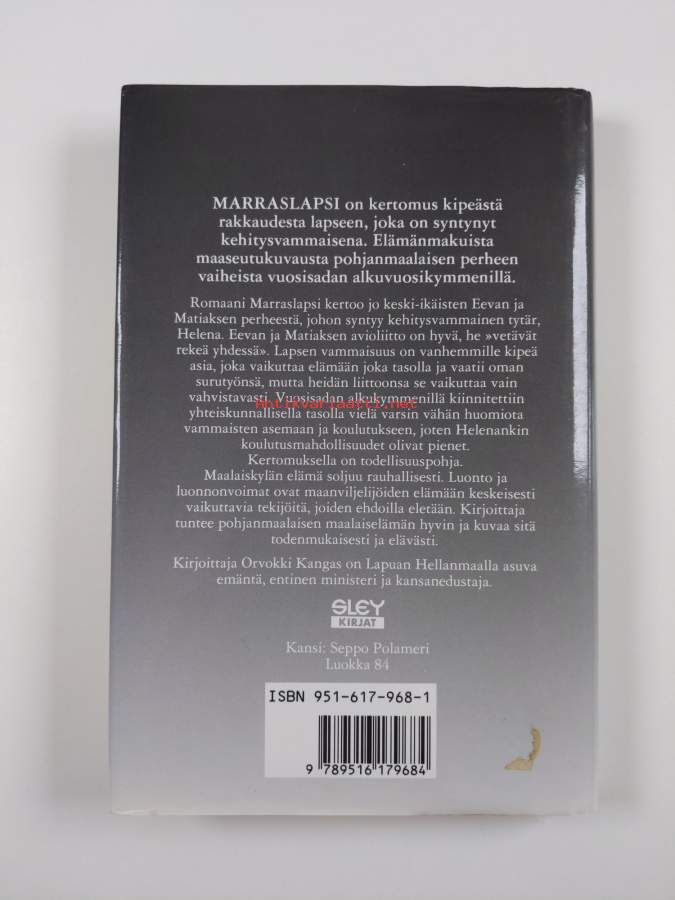 MARRASLAPSI on kertomus kipeästä
rakkaudesta lapseen, joka on syntynyt
kehitysvammaisena. Elämänmakuista
maaseutukuvausta pohjanmaalaisen perheen
vaiheista vuosisadan alkuvuosikymmenillä.
Romaani Marraslapsi kertoo jo keski-ikäisten Eevan ja
Matiaksen perheestä, johon syntyy kehitysvammainen tytär,
Helena. Eevan ja Matiaksen avioliitto on hyvä, he »vetävät
rekeä yhdessä». Lapsen vammaisuus on vanhemmille kipeä
asia, joka vaikuttaa elämään joka tasolla ja vaatii oman
surutyönsä, mutta heidän liittoonsa se vaikuttaa vain
vahvistavasti. Vuosisadan alkukymmenillä kiinnitettiin
antikvariaatti.net
yhteiskunnallisella tasolla vielä varsin vähän huomiota
vammaisten asemaan ja koulutukseen, joten Helenankin
koulutusmahdollisuudet olivat pienet.
Kertomuksella on todellisuuspohja.
Maalaiskylän elämä soljuu rauhallisesti. Luonto ja
luonnonvoimat ovat maanviljelijöiden elämään keskeisesti
vaikuttavia tekijöitä, joiden ehdoilla eletään. Kirjoittaja
tuntee pohjanmaalaisen maalaiselämän hyvin ja kuvaa sitä
todenmukaisesti ja elävästi.
Kirjoittaja Orvokki Kangas on Lapuan Hellanmaalla asuva
emäntä, entinen ministeri ja kansanedustaja.
SLEY
KIRJAT
Kansi: Seppo Polameri
Luokka 84
ISBN 951-617-968-1
9 789516 179684